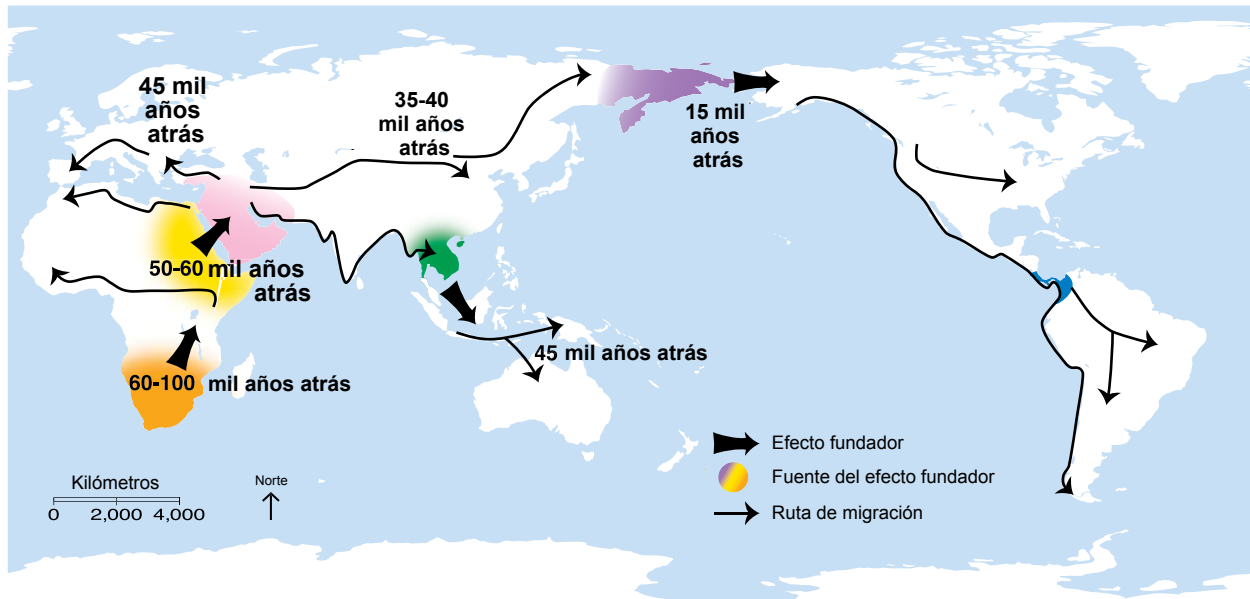 45 mil
años
atrás
35-40
mil años
atrás
15 mil
años
atrás
50-60 mil años
atrás
45 mil años atrás
60-100 mil años atrás
Efecto fundador
Fuente del efecto fundador
Ruta de migración
Kilómetros
0 2,000 4,000
Norte